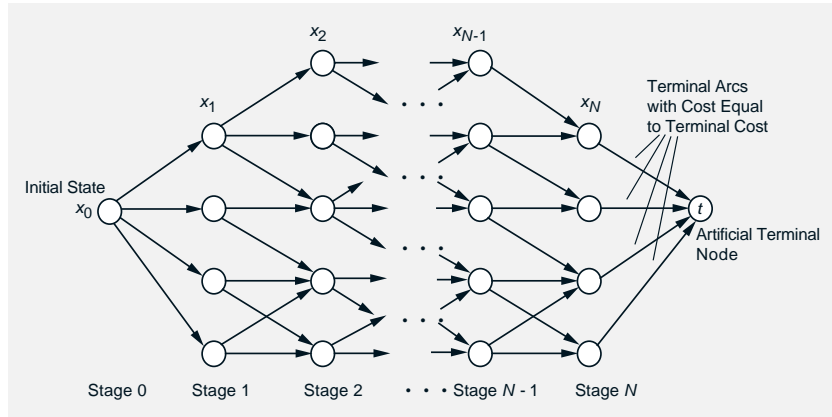 x2
xN-1
x1
xN
Terminal Arcs
with Cost Equal
to Terminal Cost
Initial State
x0
t
Artificial Terminal
Node
Stage 0
Stage 1
Stage 2
· · ·
Stage N - 1
Stage N